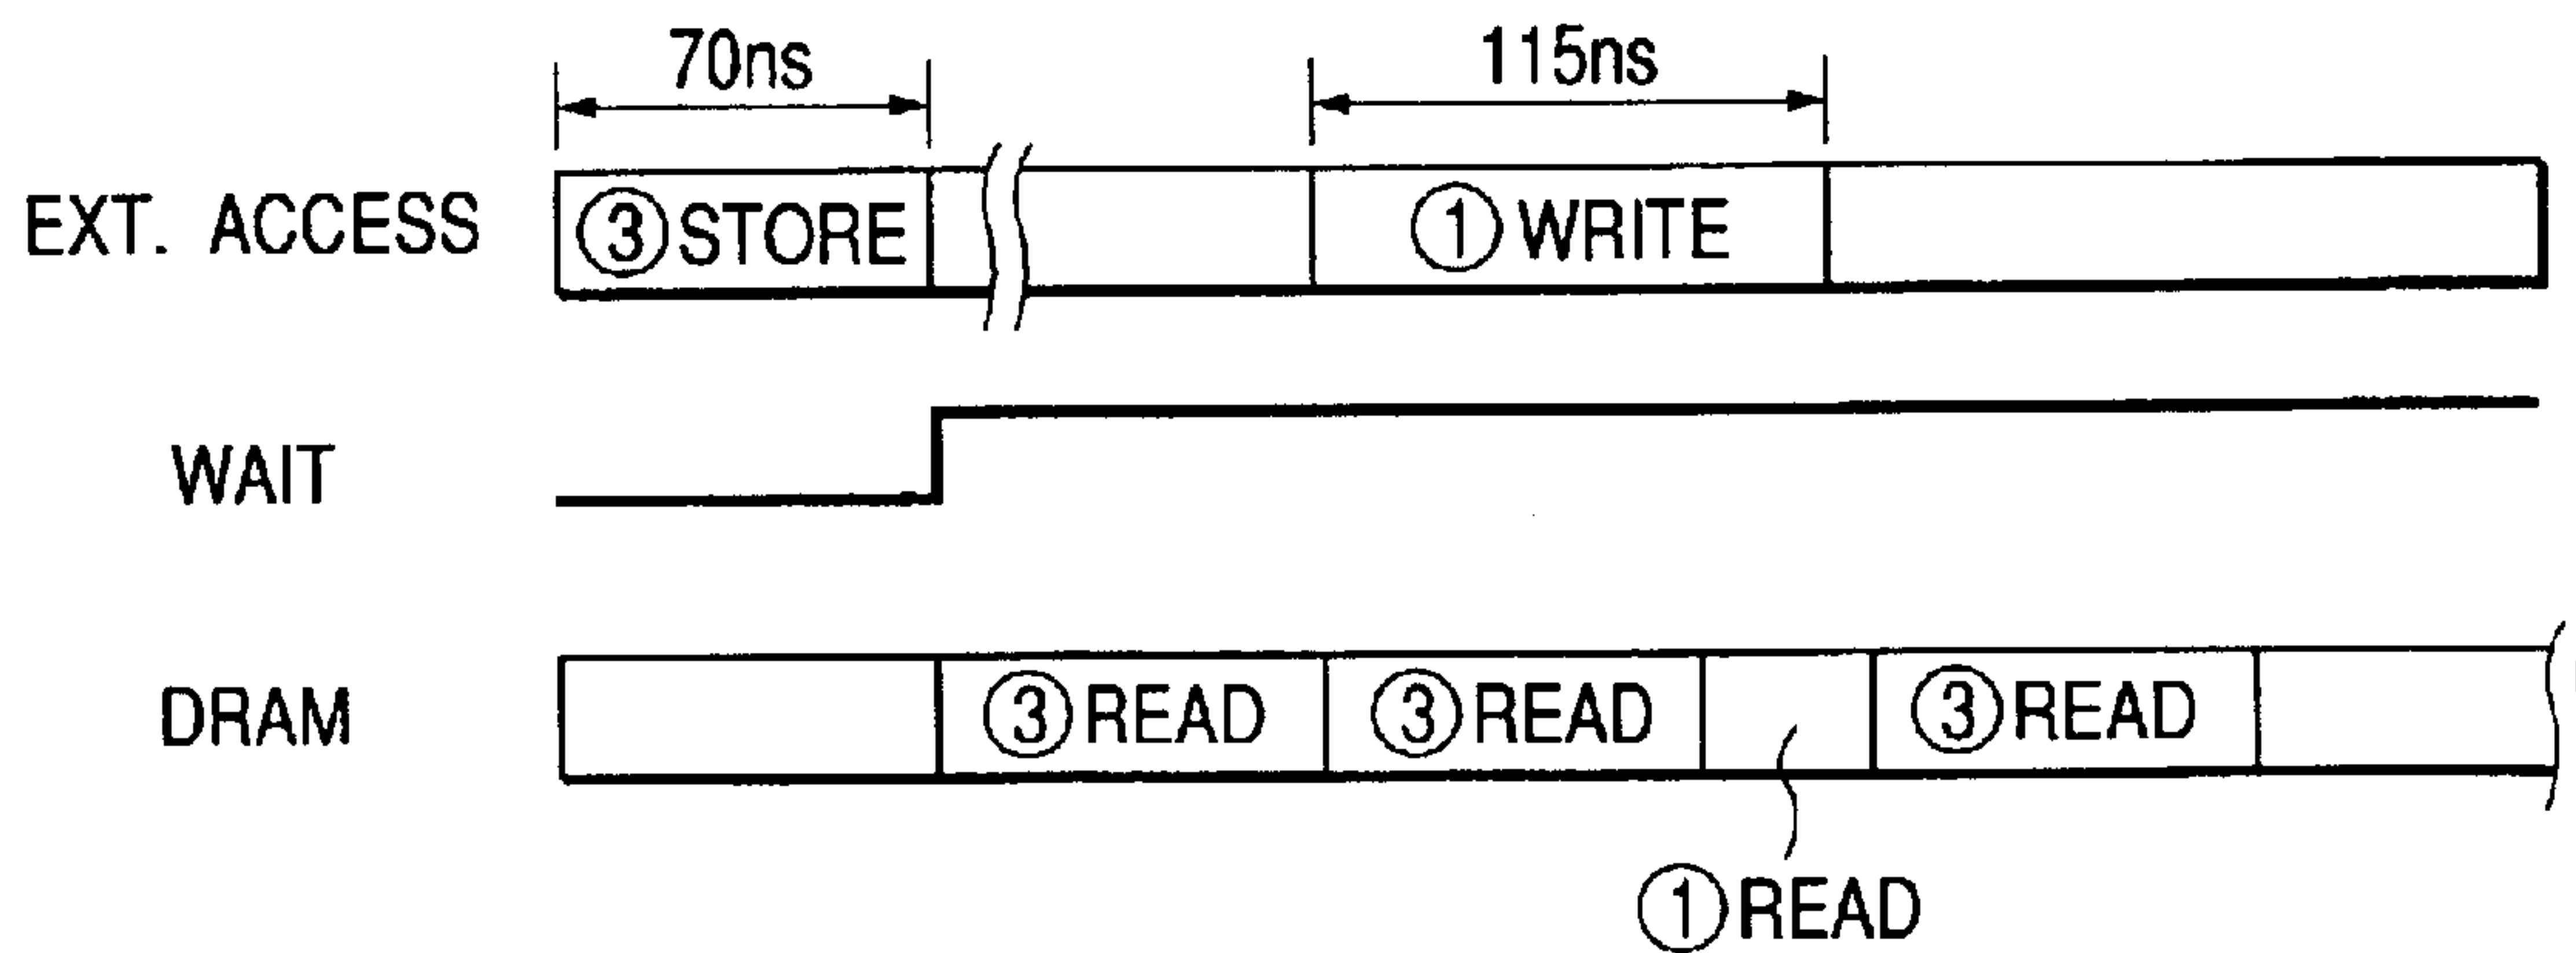 70ns 115ns
EXT. ACCESS ③STORE ①WRITE
WAIT
DRAM ③READ ③READ ③READ
①READ